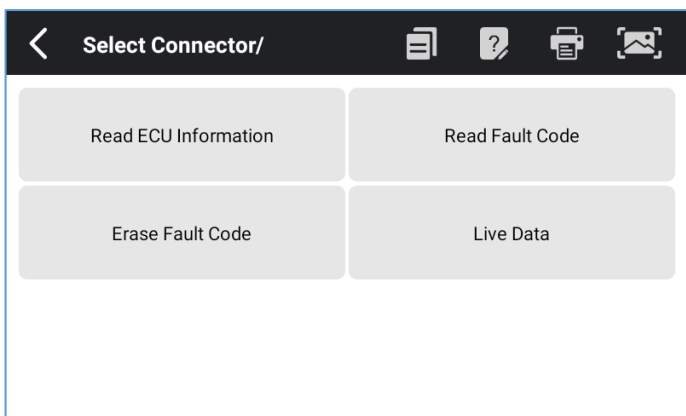 Select Connector/
Read ECU Information
Read Fault Code
Erase Fault Code
Live Data